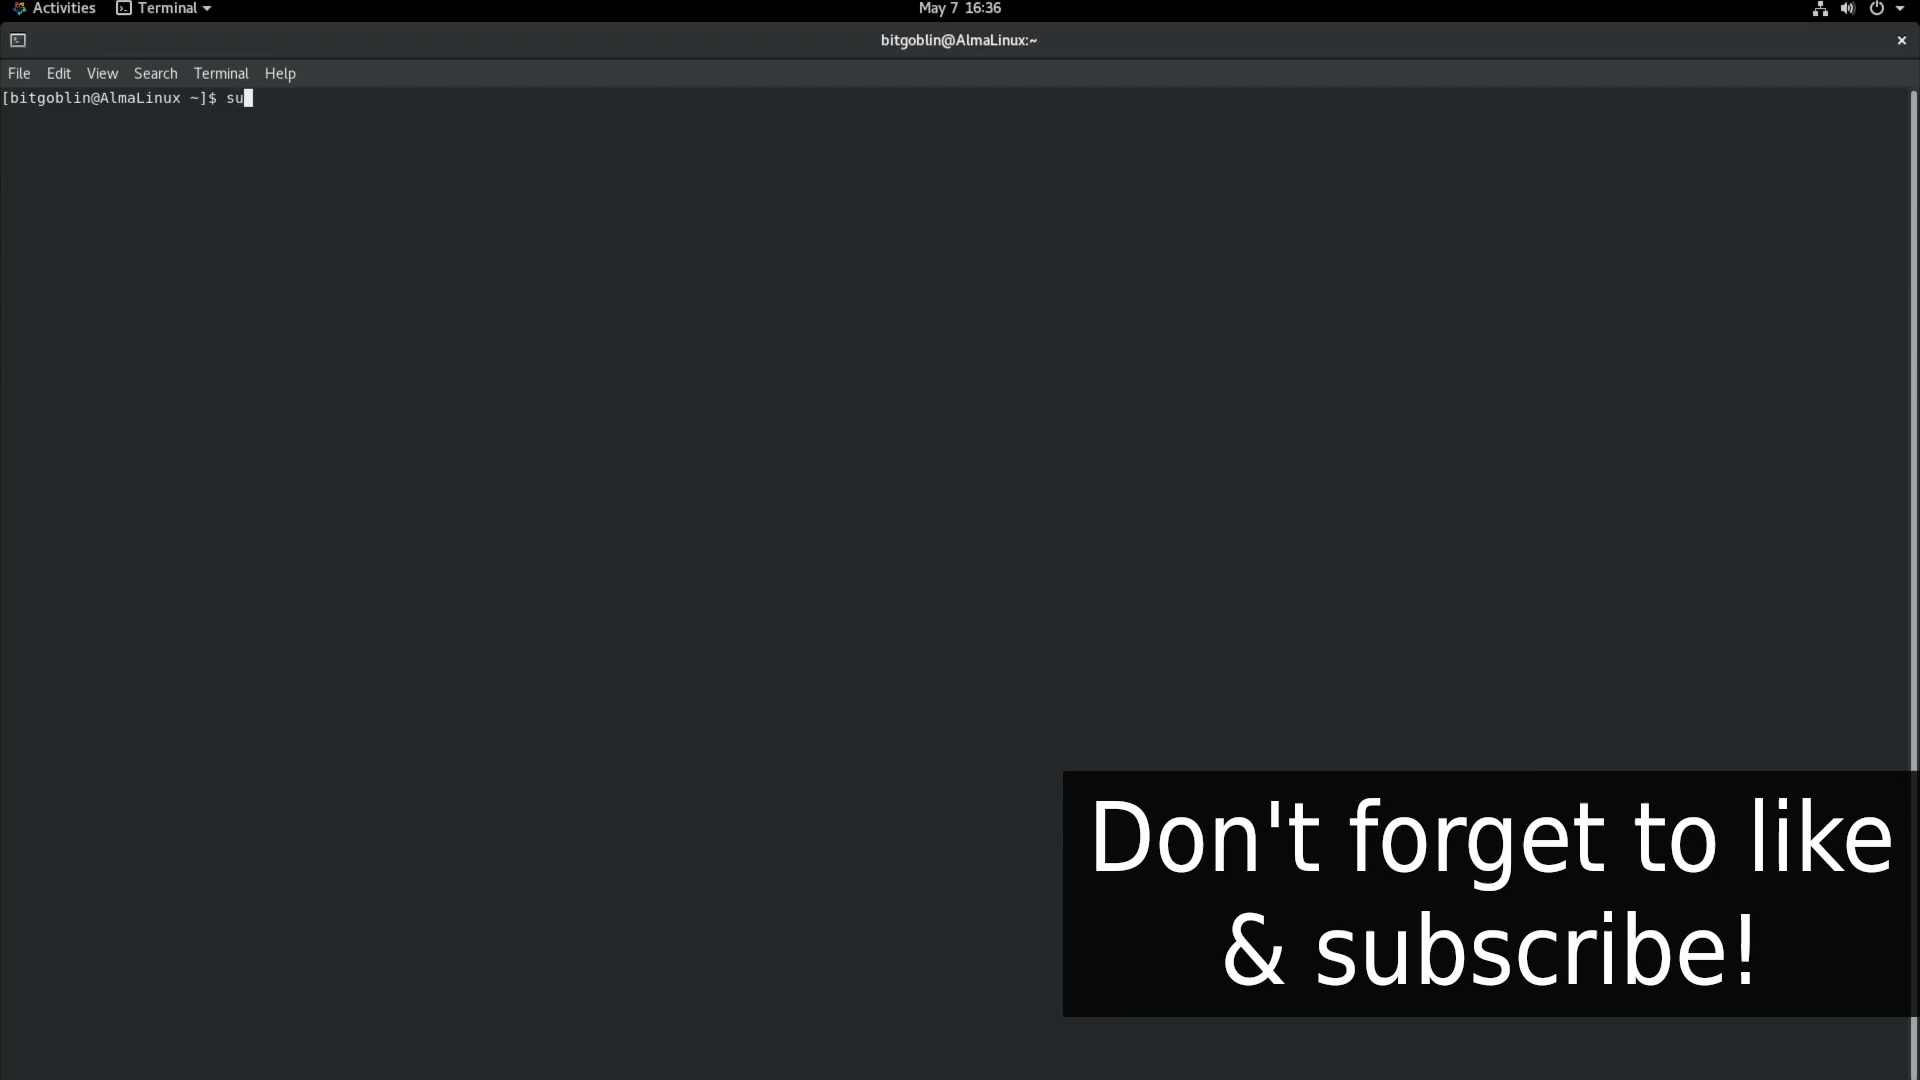 Activities Terminal May 7 16:36
bitgoblin@AlmaLinux:~
File Edit View Search Terminal Help
[bitgoblin@AlmaLinux ~]$ su
Don't forget to like
& subscribe!